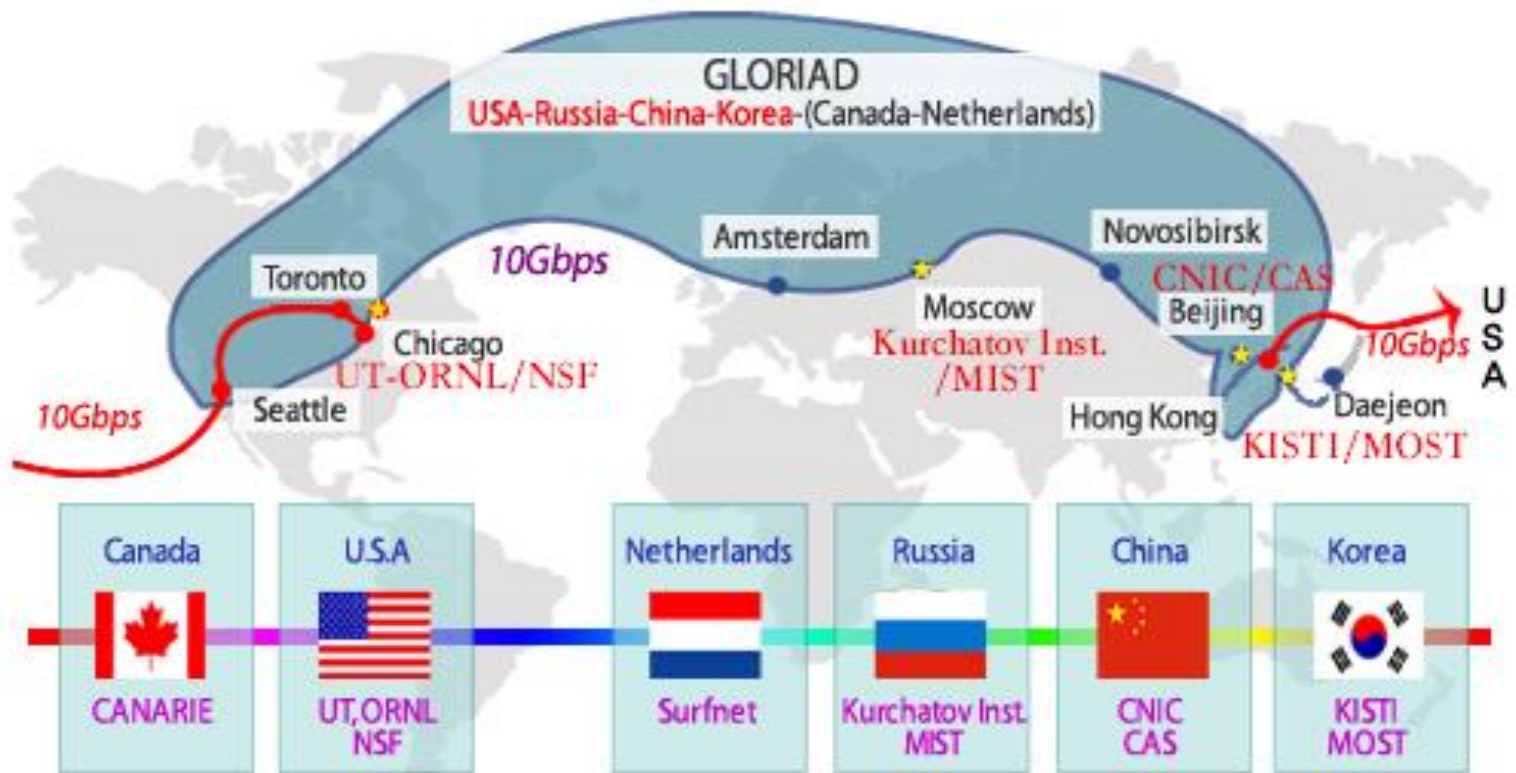 GLORIAD
USA-Russia-China-Korea-(Canada-Netherlands)
Amsterdam
Novosibirsk
10Gbps
Toronto
CNIC/CAS
Beijing
Moscow
Kurchatov Inst.
/MIST
Chicago
UT-ORNL/NSF
10Gbps
USA
Seattle
10Gbps
Hong Kong
Daejeon
KISTI/MOST
Canada
U.S.A
Netherlands
Russia
China
Korea
CANARIE
UT,ORNL
NSF
Surfnet
Kurchatov Inst.
MIST
CNIC
CAS
KISTI
MOST